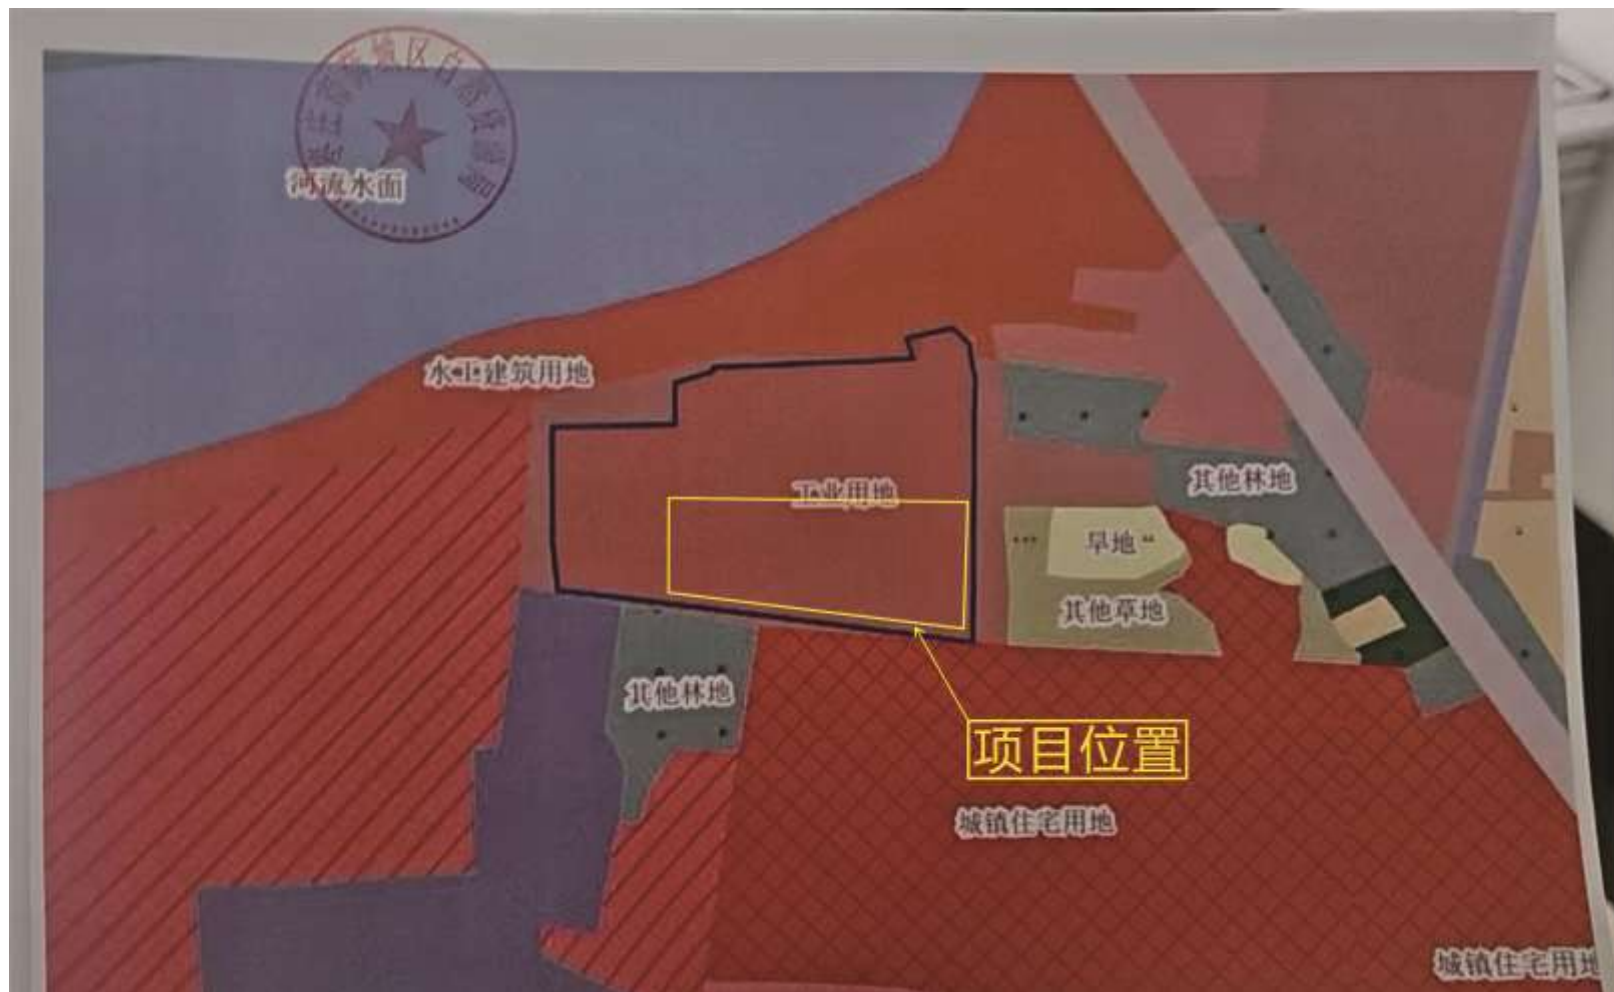 河流水面
水工建筑用地
工业用地
其他林地
旱地
其他草地
其他林地
项目位置
城镇住宅用地
城镇住宅用地